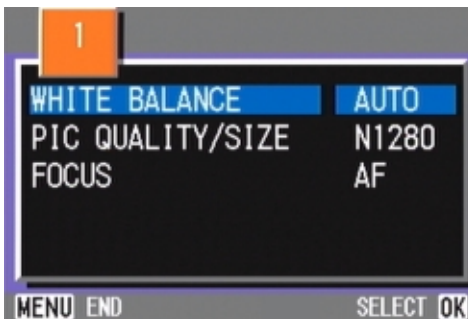 1
WHITE BALANCE AUTO
PIC QUALITY/SIZE N1280
FOCUS AF
MENU END SELECT OK